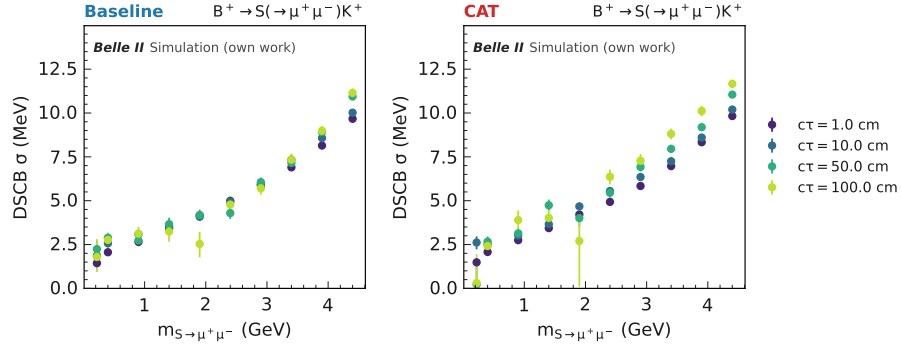 Baseline
B⁺→S(→μ⁺μ⁻)K⁺
Belle II Simulation (own work)
DSCB σ (MeV)
12.5
10.0
7.5
5.0
2.5
0.0
1 2 3 4
m_{S→μ⁺μ⁻} (GeV)
CAT
B⁺→S(→μ⁺μ⁻)K⁺
Belle II Simulation (own work)
DSCB σ (MeV)
12.5
10.0
7.5
5.0
2.5
0.0
1 2 3 4
m_{S→μ⁺μ⁻} (GeV)
cτ = 1.0 cm
cτ = 10.0 cm
cτ = 50.0 cm
cτ = 100.0 cm